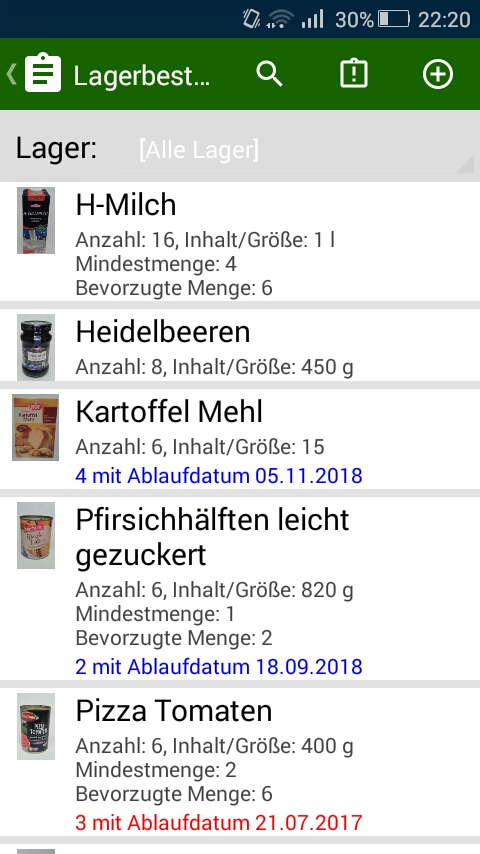 30% 22:20
Lagerbest...
Lager: [Alle Lager]
H-Milch
Anzahl: 16, Inhalt/Größe: 1 l
Mindestmenge: 4
Bevorzugte Menge: 6
Heidelbeeren
Anzahl: 8, Inhalt/Größe: 450 g
Kartoffel Mehl
Anzahl: 6, Inhalt/Größe: 15
4 mit Ablaufdatum 05.11.2018
Pfirsichhälften leicht
gezuckert
Anzahl: 6, Inhalt/Größe: 820 g
Mindestmenge: 1
Bevorzugte Menge: 2
2 mit Ablaufdatum 18.09.2018
Pizza Tomaten
Anzahl: 6, Inhalt/Größe: 400 g
Mindestmenge: 2
Bevorzugte Menge: 6
3 mit Ablaufdatum 21.07.2017